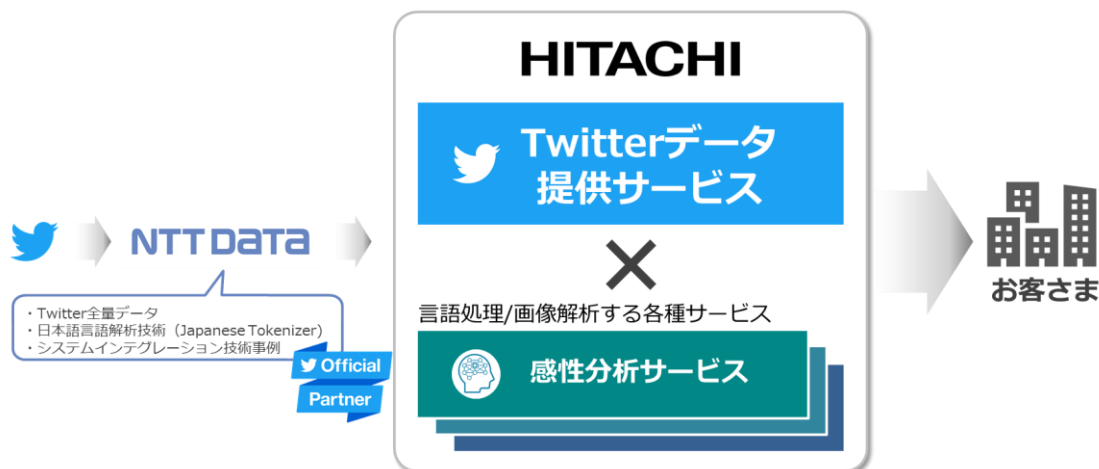 HITACHI
Twitterデータ
提供サービス
NTT DATA
・Twitter全量データ
・日本語言語解析技術（Japanese Tokenizer)
・システムインテグレーション技術事例
Official
Partner
言語処理/画像解析する各種サービス
感性分析サービス
お客さま